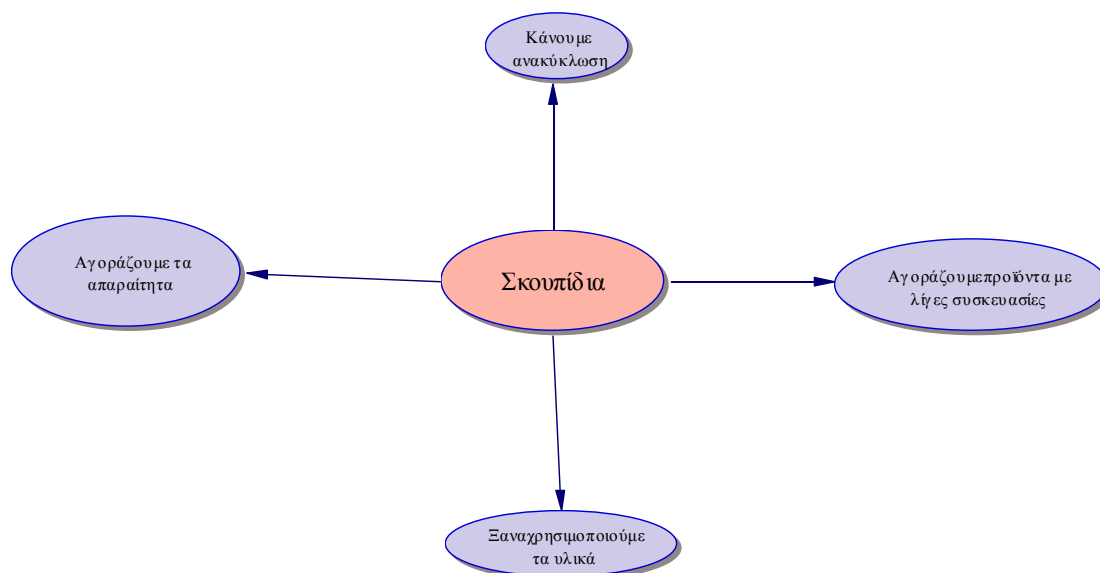 Κάνουμε
ανακύκλωση
Αγοράζουμε τα
απαραίτητα
Σκουπίδια
Αγοράζουμεπροϊόντα με
λίγες συσκευασίες
Ξαναχρησιμοποιούμε
τα υλικά